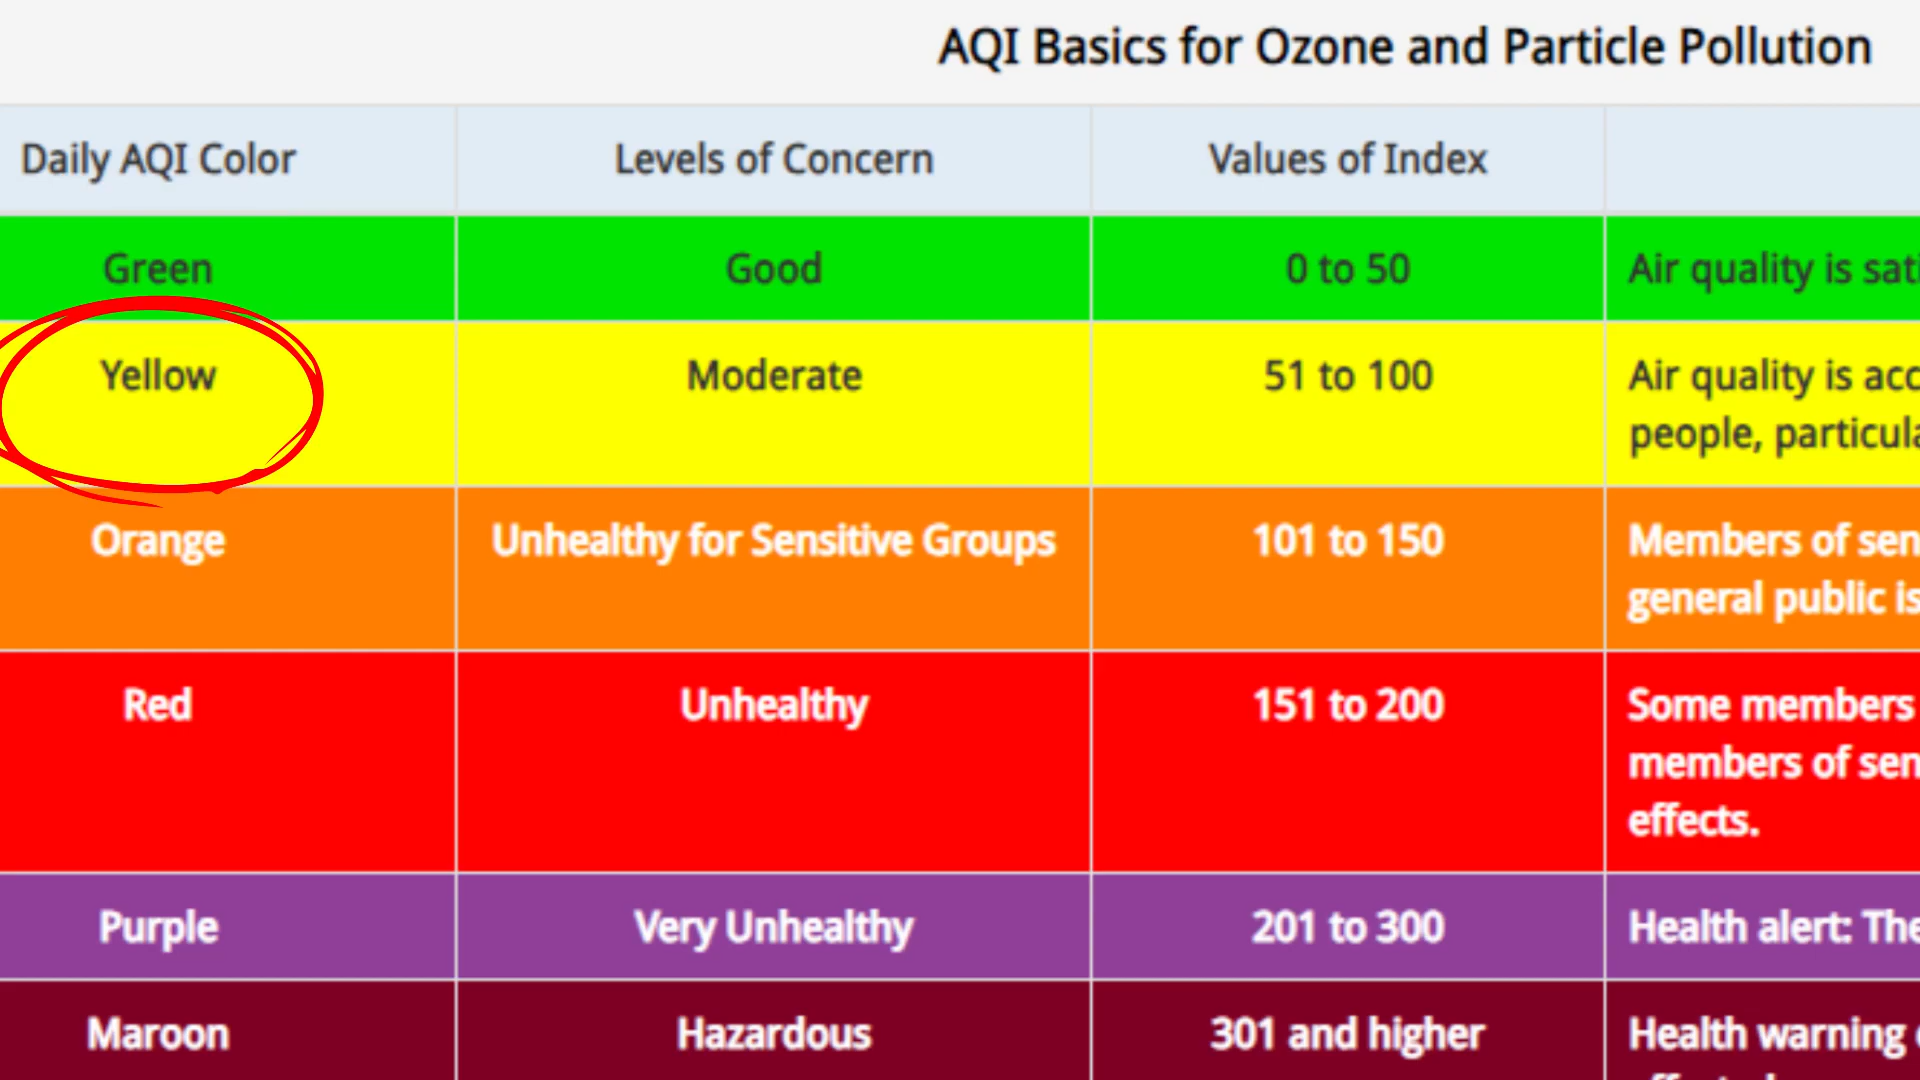 AQI Basics for Ozone and Particle Pollution
Daily AQI Color Levels of Concern Values of Index
Green Good 0 to 50 Air quality is
Yellow Moderate 51 to 100 Air quality is
people,
Orange Unhealthy for Sensitive Groups 101 to 150 Members of
general public
Red Unhealthy 151 to 200 Some members
members of
effects.
Purple Very Unhealthy 201 to 300 Health alert:
Maroon Hazardous 301 and higher Health warning